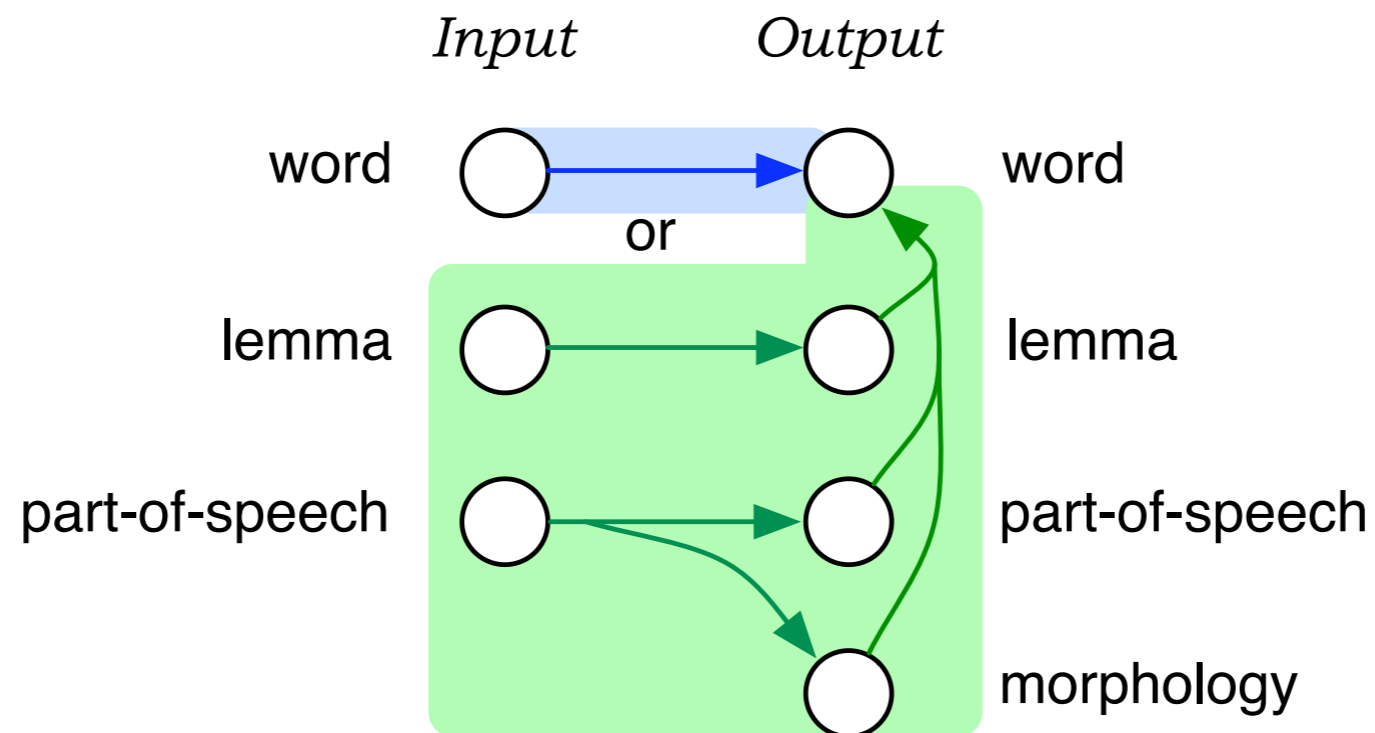 Input Output
word word
or
lemma lemma
part-of-speech part-of-speech
morphology